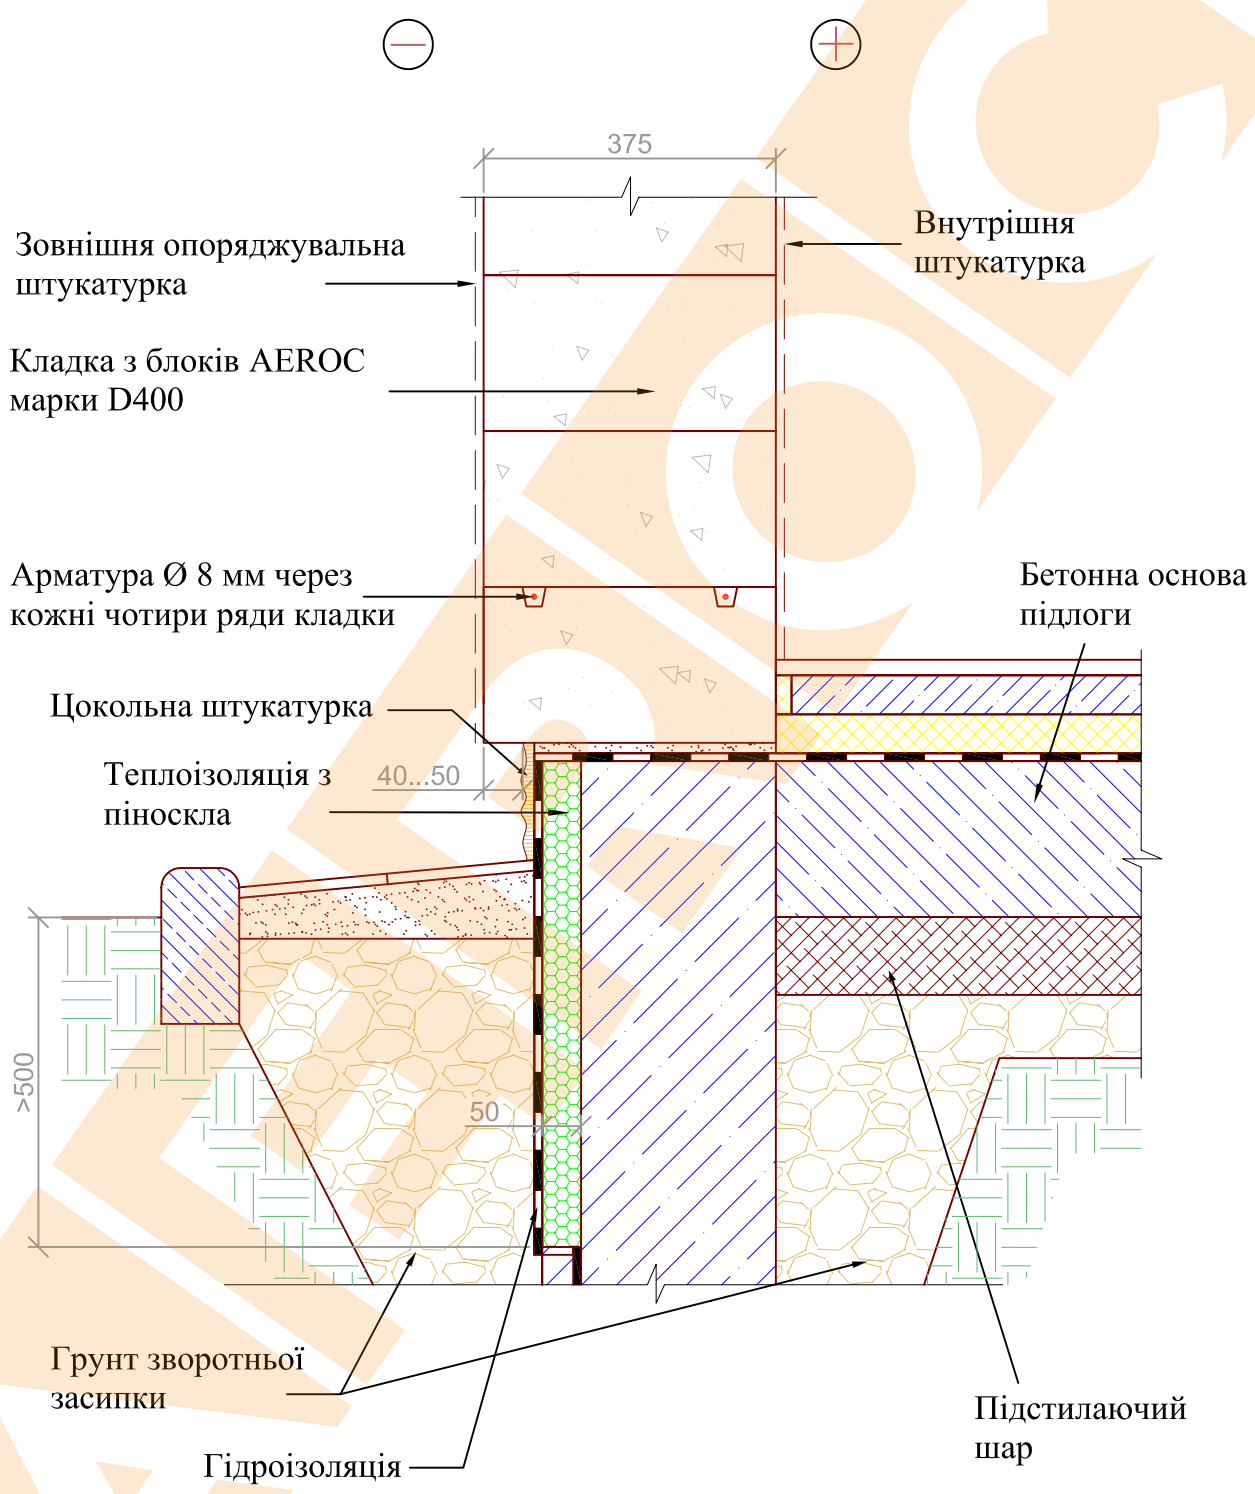 375
Зовнішня опоряджувальна
штукатурка
Внутрішня
штукатурка
Кладка з блоків AEROC
марки D400
Арматура Ø 8 мм через
кожні чотири ряди кладки
Бетонна основа
підлоги
Цокольна штукатурка
Теплоізоляція з
піноскла
40...50
>500
50
Грунт зворотньої
засипки
Гідроізоляція
Підстилаючий
шар
AEROC